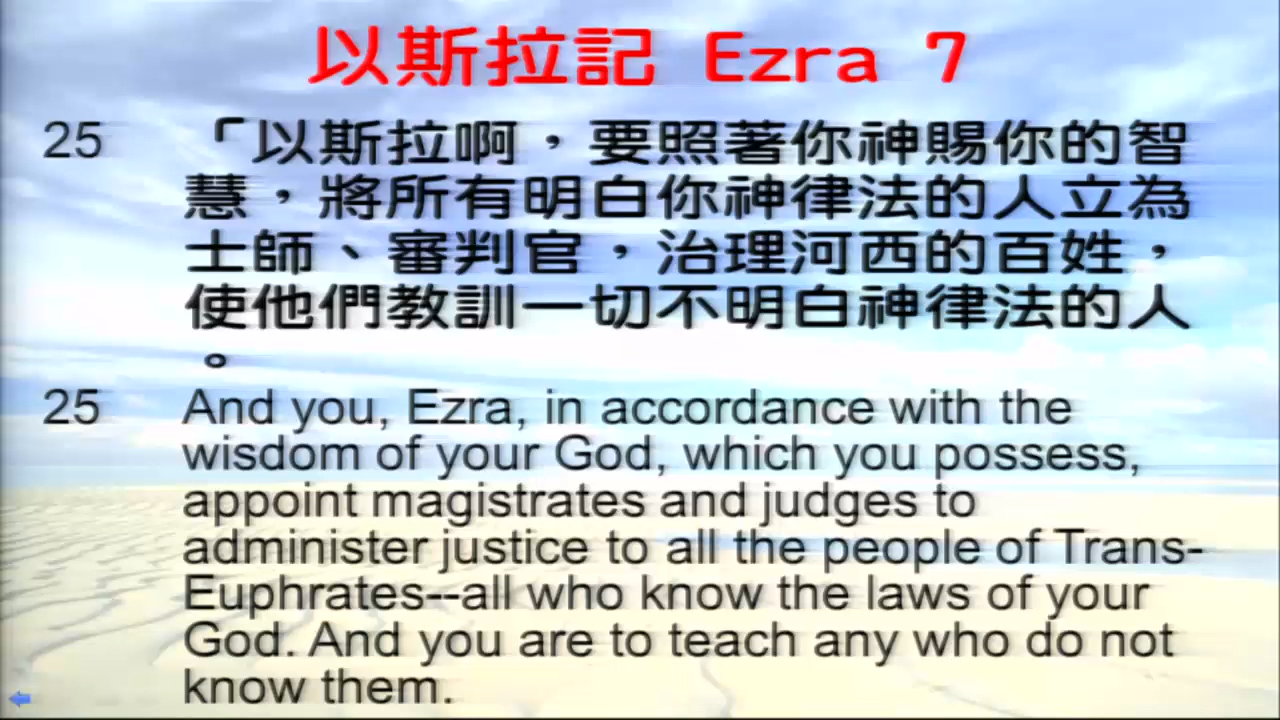 以斯拉記 Ezra 7
25 「以斯拉啊，要照著你神賜你的智
慧，將所有明白你神律法的人立為
士師、審判官，治理河西的百姓，
使他們教訓一切不明白神律法的人
。
25 And you, Ezra, in accordance with the
wisdom of your God, which you possess,
appoint magistrates and judges to
administer justice to all the people of Trans-
Euphrates--all who know the laws of your
God. And you are to teach any who do not
know them.